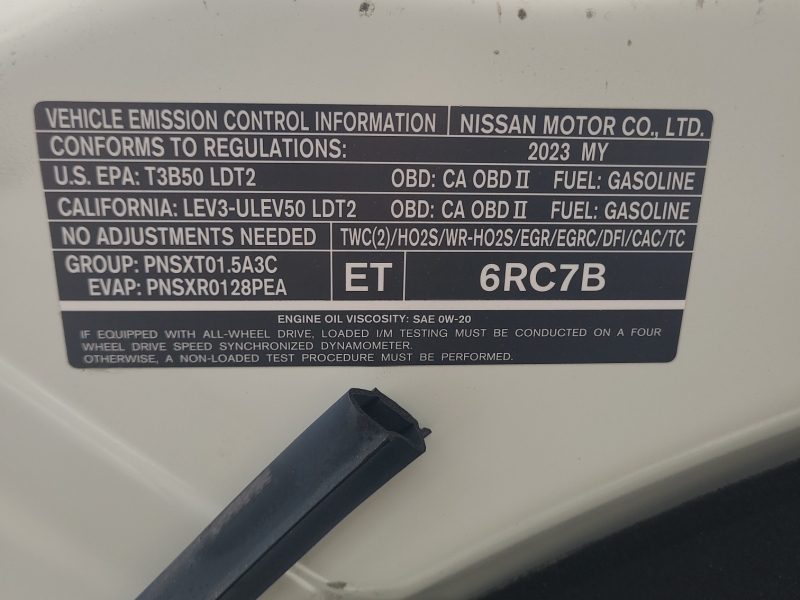 VEHICLE EMISSION CONTROL INFORMATION NISSAN MOTOR CO., LTD.
CONFORMS TO REGULATIONS: 2023 MY
U.S. EPA: T3B50 LDT2 OBD: CA OBD II FUEL: GASOLINE
CALIFORNIA: LEV3-ULEV50 LDT2 OBD: CA OBD II FUEL: GASOLINE
NO ADJUSTMENTS NEEDED TWC(2)/HO2S/WR-HO2S/EGR/EGRC/DFI/CAC/TC
GROUP: PNSXT01.5A3C
EVAP: PNSXR0128PEA
ET 6RC7B
ENGINE OIL VISCOSITY: SAE 0W-20
IF EQUIPPED WITH ALL-WHEEL DRIVE, LOADED I/M TESTING MUST BE CONDUCTED ON A FOUR
WHEEL DRIVE SPEED SYNCHRONIZED DYNAMOMETER.
OTHERWISE, A NON-LOADED TEST PROCEDURE MUST BE PERFORMED.